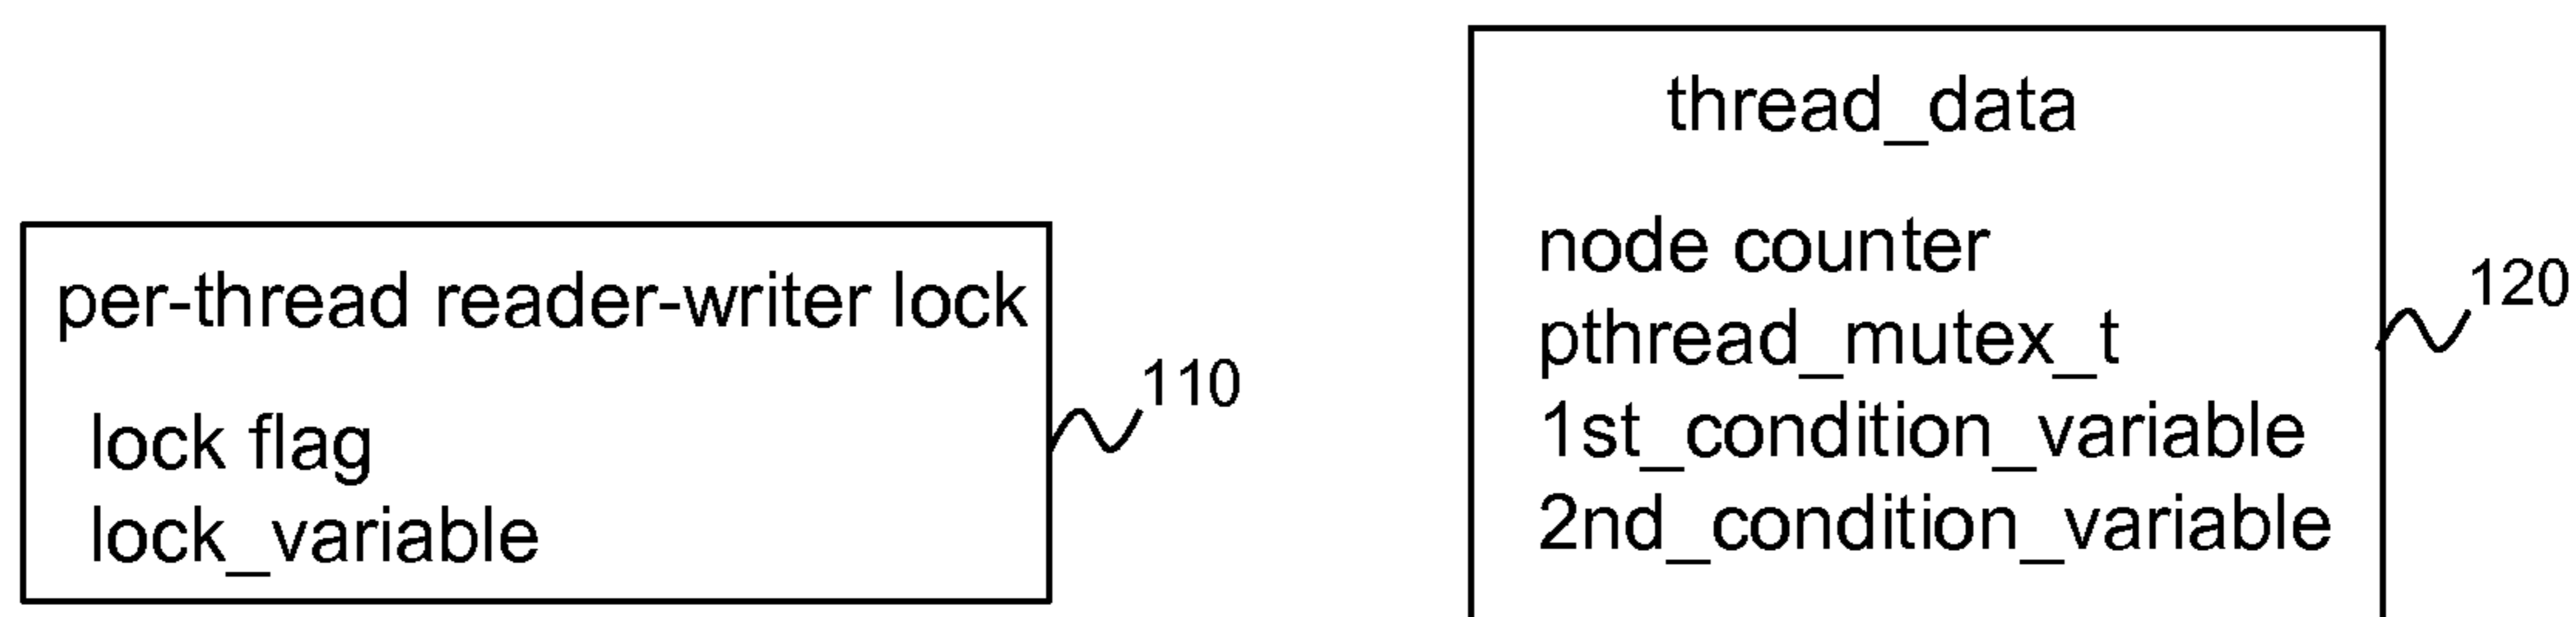 per-thread reader-writer lock
lock flag
lock_variable
110
thread_data
node counter
pthread_mutex_t
1st_condition_variable
2nd_condition_variable
120